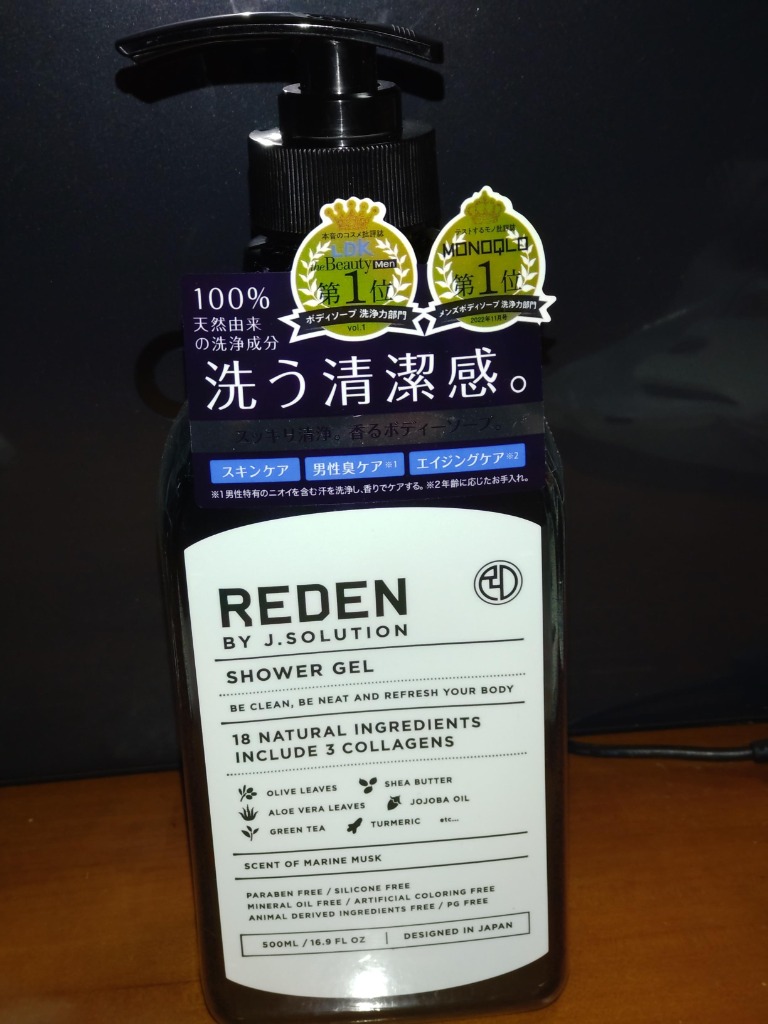 本音のコスメ批評誌
LDK
the Beauty Men
第1位
ボディソープ 洗浄力部門
vol.1
テストするモノ批評誌
MONOQLO
第1位
メンズボディソープ 洗浄力部門
2022年11月号
100%
天然由来
の洗浄成分
洗う清潔感。
スッキリ清浄。香るボディーソープ。
スキンケア
男性臭ケア※1
エイジングケア※2
※1男性特有のニオイを含む汗を洗浄し、香りでケアする。※2年齢に応じたお手入れ。
REDEN
BY J.SOLUTION
SHOWER GEL
BE CLEAN, BE NEAT AND REFRESH YOUR BODY
18 NATURAL INGREDIENTS
INCLUDE 3 COLLAGENS
OLIVE LEAVES SHEA BUTTER
ALOE VERA LEAVES JOJOBA OIL
GREEN TEA TURMERIC etc...
SCENT OF MARINE MUSK
PARABEN FREE / SILICONE FREE
MINERAL OIL FREE / ARTIFICIAL COLORING FREE
ANIMAL DERIVED INGREDIENTS FREE / PG FREE
500ML / 16.9 FL OZ | DESIGNED IN JAPAN